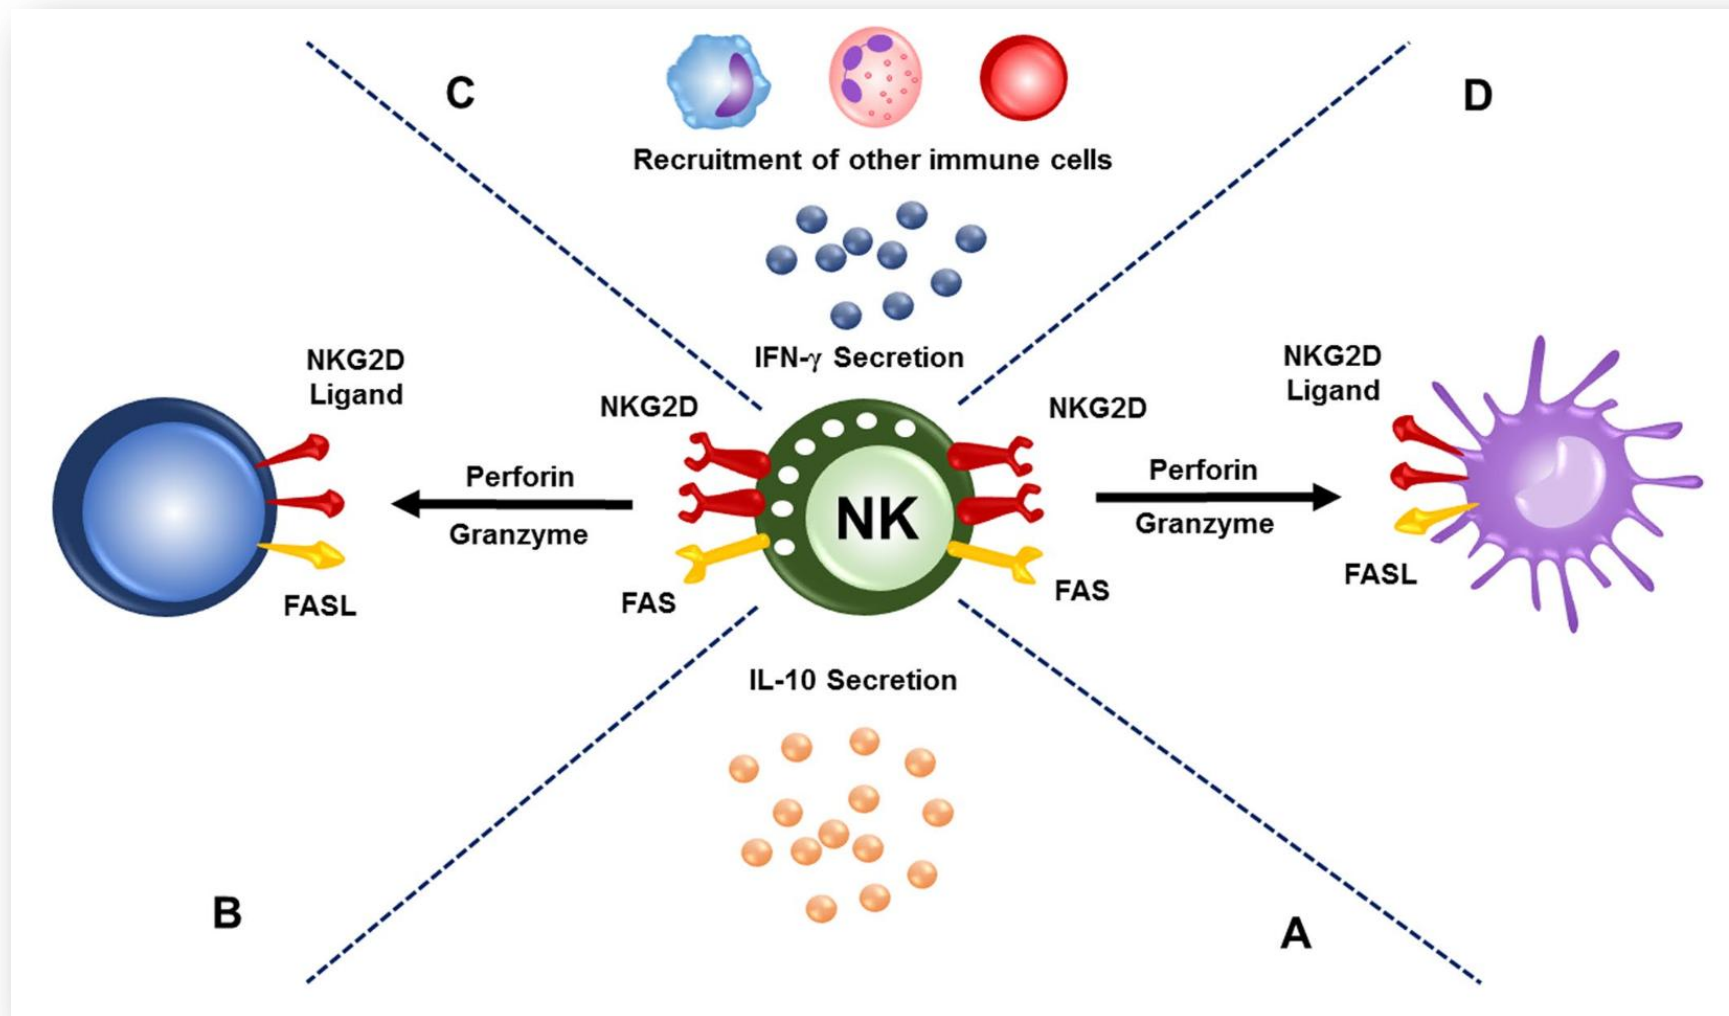 C
D
Recruitment of other immune cells
IFN-γ Secretion
NKG2D
Ligand
NKG2D
Perforin
Granzyme
FASL
FAS
NK
NKG2D
Perforin
Granzyme
FAS
NKG2D
Ligand
FASL
IL-10 Secretion
B
A